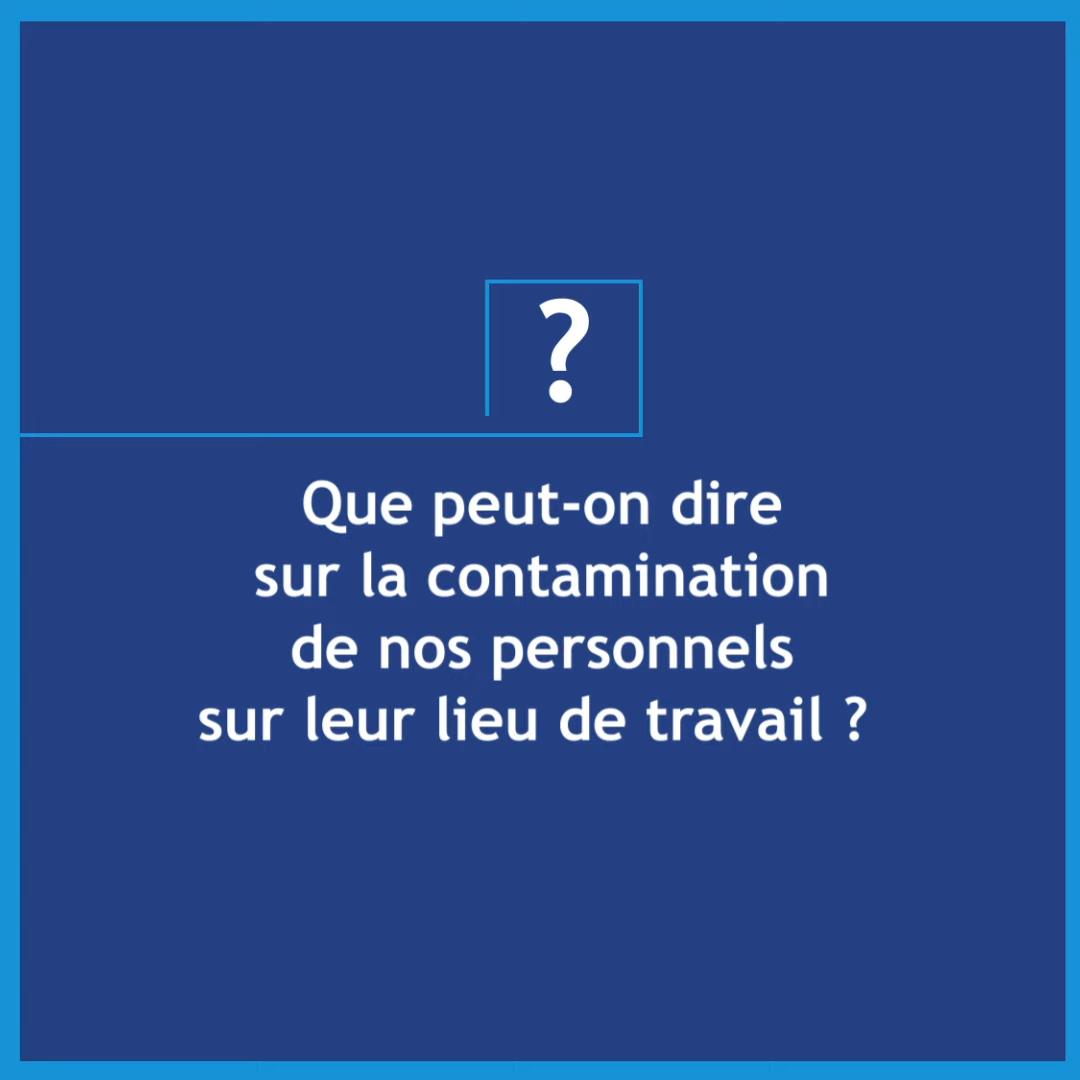 ?
Que peut-on dire
sur la contamination
de nos personnels
sur leur lieu de travail ?